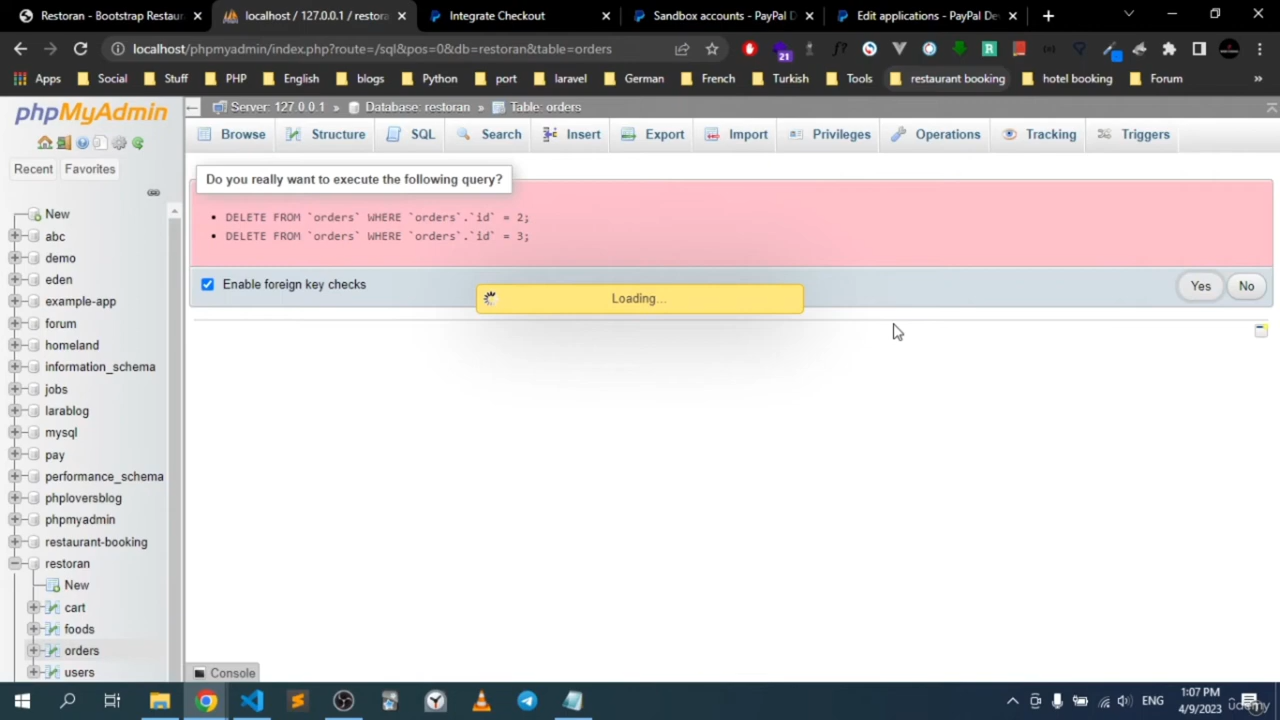 Restoran - Bootstrap Restaur
localhost / 127.0.0.1 / restora
Integrate Checkout
Sandbox accounts - PayPal D
Edit applications - PayPal De
localhost/phpmyadmin/index.php?route=/sql&pos=0&db=restoran&table=orders
21
Apps
Social
Stuff
PHP
English
blogs
Python
port
laravel
German
French
Turkish
Tools
restaurant booking
hotel booking
Forum
»
phpMyAdmin
Server: 127.0.0.1 » Database: restoran » Table: orders
Browse
Structure
SQL
Search
Insert
Export
Import
Privileges
Operations
Tracking
Triggers
Recent
Favorites
New
abc
demo
eden
example-app
forum
homeland
information_schema
jobs
larablog
mysql
pay
performance_schema
phploversblog
phpmyadmin
restaurant-booking
restoran
New
cart
foods
orders
users
Do you really want to execute the following query?
DELETE FROM `orders` WHERE `orders`.`id` = 2;
DELETE FROM `orders` WHERE `orders`.`id` = 3;
Enable foreign key checks
Loading...
Yes
No
Console
ENG
1:07 PM
4/9/2023
udemy